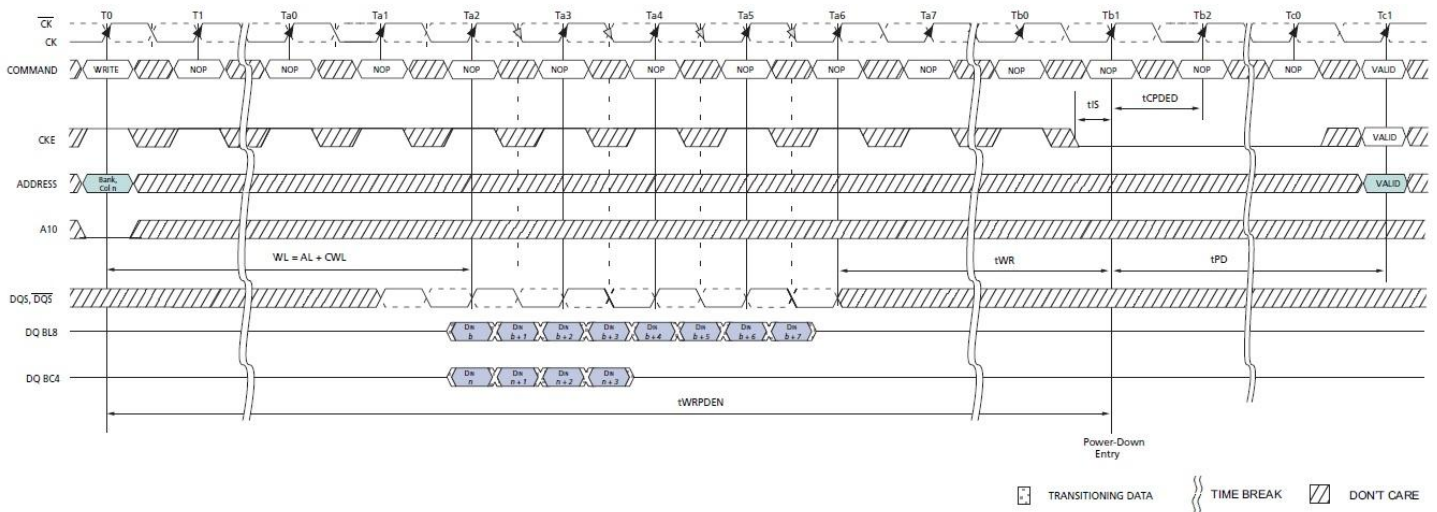 T0 T1 Ta0 Ta1 Ta2 Ta3 Ta4 Ta5 Ta6 Ta7 Tb0 Tb1 Tb2 Tc0 Tc1
CK
CK
COMMAND WRITE NOP NOP NOP NOP NOP NOP NOP NOP NOP NOP NOP NOP NOP VALID
tIS tCPDED
CKE VALID
ADDRESS Bank, Col n VALID
A10
WL = AL + CWL tWR tPD
DQS, DQS
DQ BL8 DIN b DIN b + 1 DIN b + 2 DIN b + 3 DIN b + 4 DIN b + 5 DIN b + 6 DIN b + 7
DQ BC4 DIN n DIN n + 1 DIN n + 2 DIN n + 3
tWRPDEN
Power-Down
Entry
TRANSITIONING DATA TIME BREAK DON'T CARE